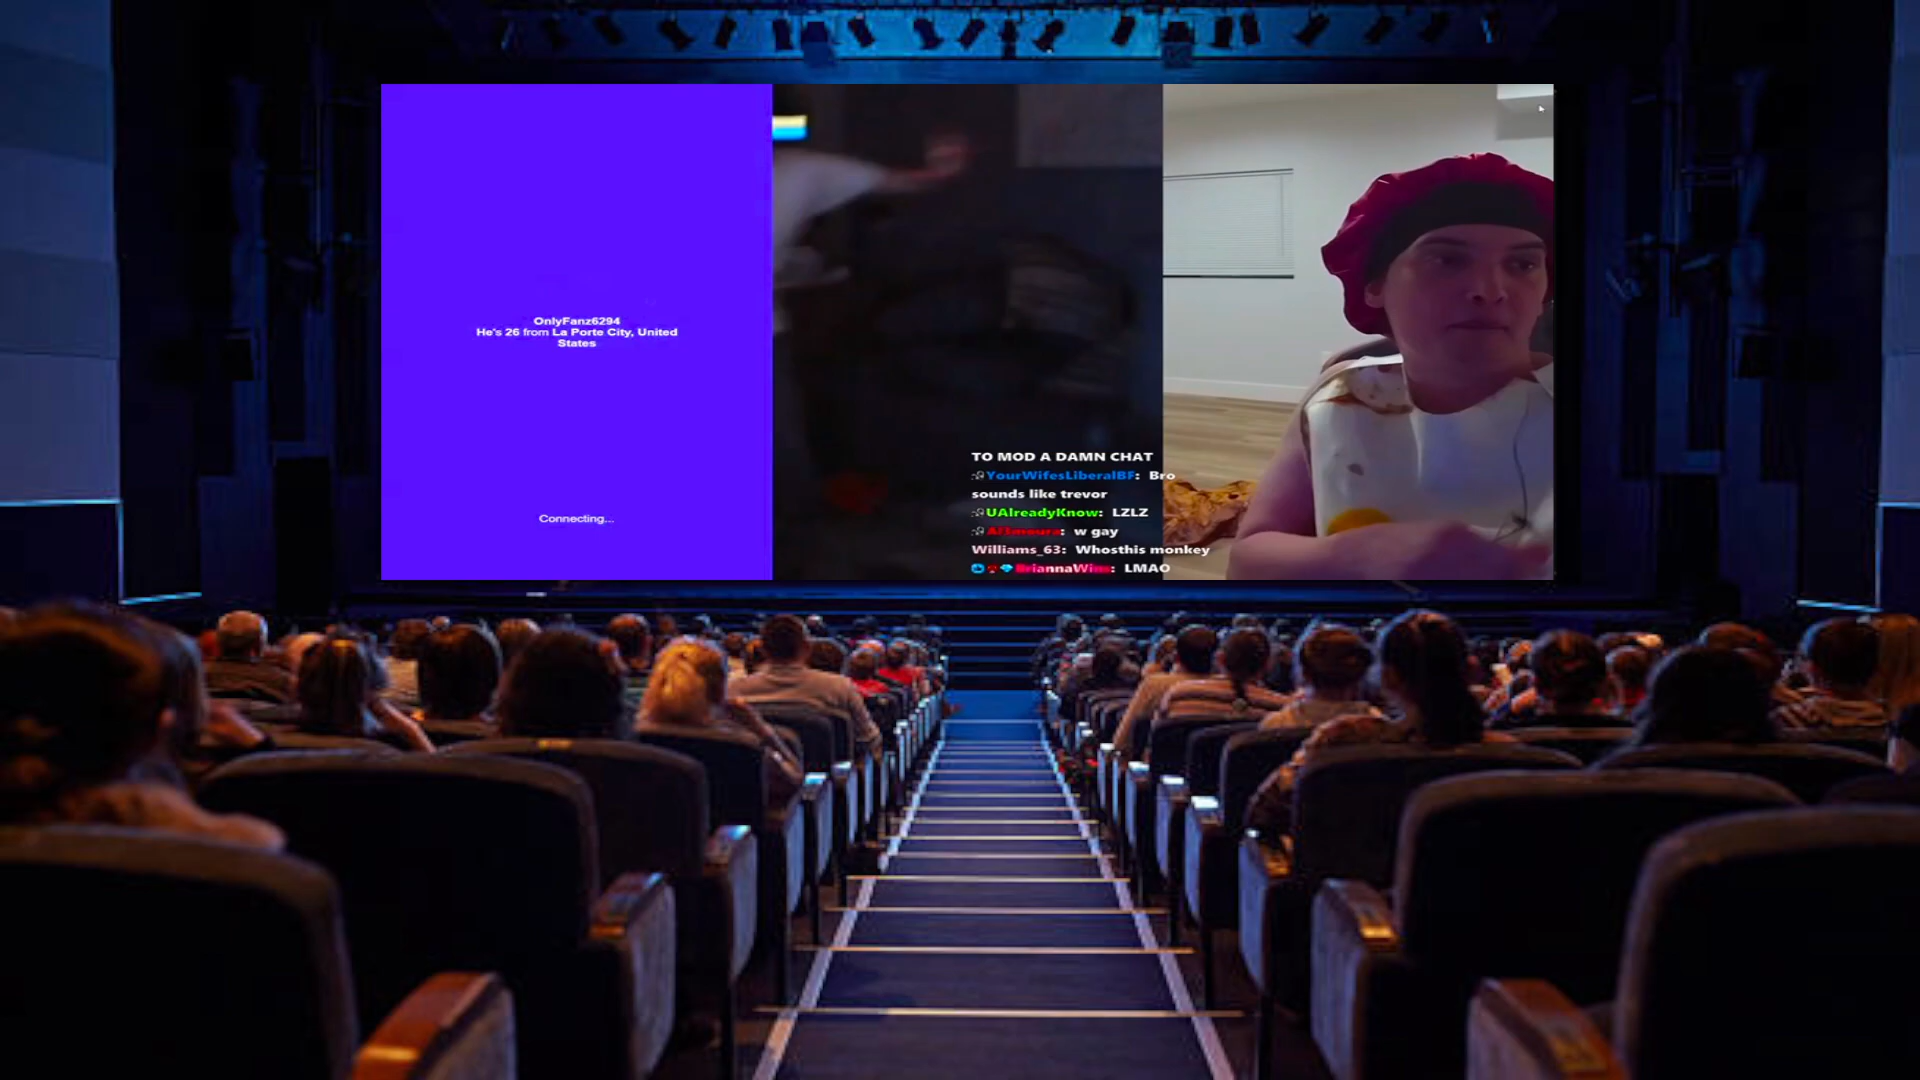 OnlyFanz6294
He's 26 from La Porte City, United
States
Connecting...
TO MOD A DAMN CHAT
YourWifesLiberalBF: Bro
sounds like trevor
UAlreadyKnow: LZLZ
w gay
Williams_63: Whosthis monkey
BriannaWins: LMAO